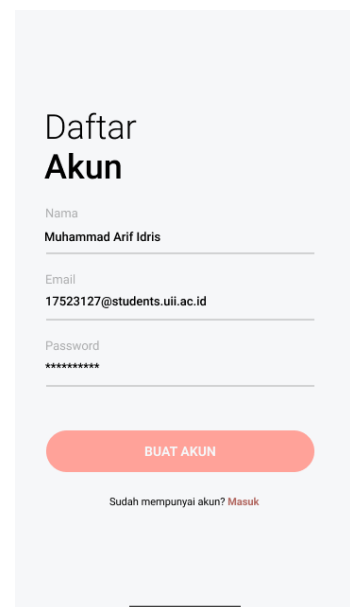 Daftar
Akun
Nama
Muhammad Arif Idris
Email
17523127@students.uii.ac.id
Password
**********
BUAT AKUN
Sudah mempunyai akun? Masuk